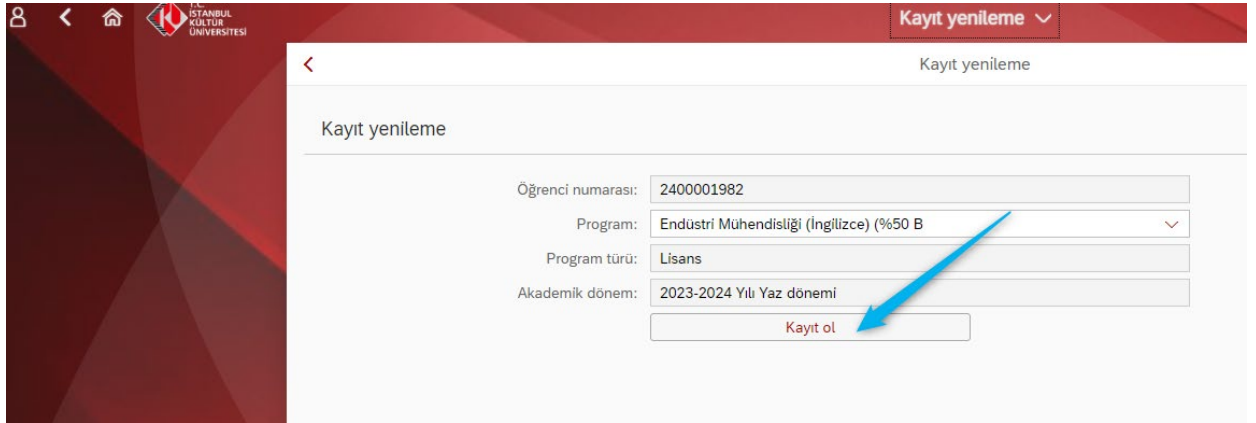 T.C.
İSTANBUL
KÜLTÜR
ÜNİVERSİTESİ
Kayıt yenileme
Kayıt yenileme
Kayıt yenileme
Öğrenci numarası: 2400001982
Program: Endüstri Mühendisliği (İngilizce) (%50 B
Program türü: Lisans
Akademik dönem: 2023-2024 Yılı Yaz dönemi
Kayıt ol